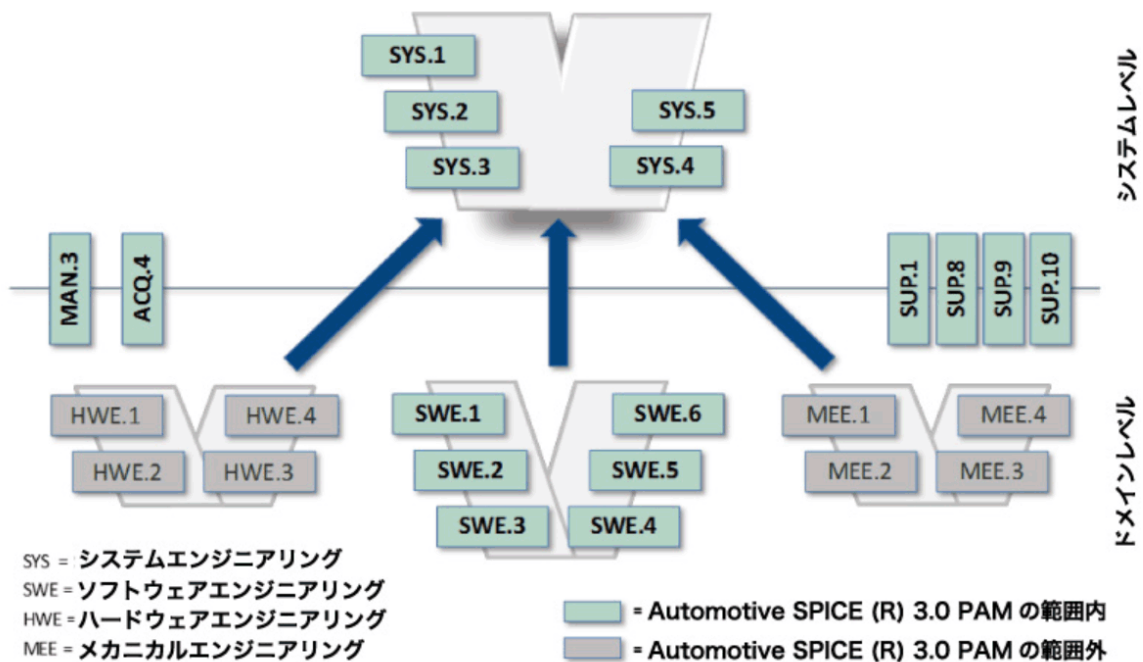 SYS.1
SYS.2
SYS.3
SYS.5
SYS.4
システムレベル
MAN.3
ACQ.4
SUP.1
SUP.8
SUP.9
SUP.10
HWE.1
HWE.2
HWE.4
HWE.3
SWE.1
SWE.2
SWE.3
SWE.6
SWE.5
SWE.4
MEE.1
MEE.2
MEE.4
MEE.3
ドメインレベル
SYS = システムエンジニアリング
SWE = ソフトウェアエンジニアリング
HWE = ハードウェアエンジニアリング
MEE = メカニカルエンジニアリング
= Automotive SPICE (R) 3.0 PAM の範囲内
= Automotive SPICE (R) 3.0 PAM の範囲外